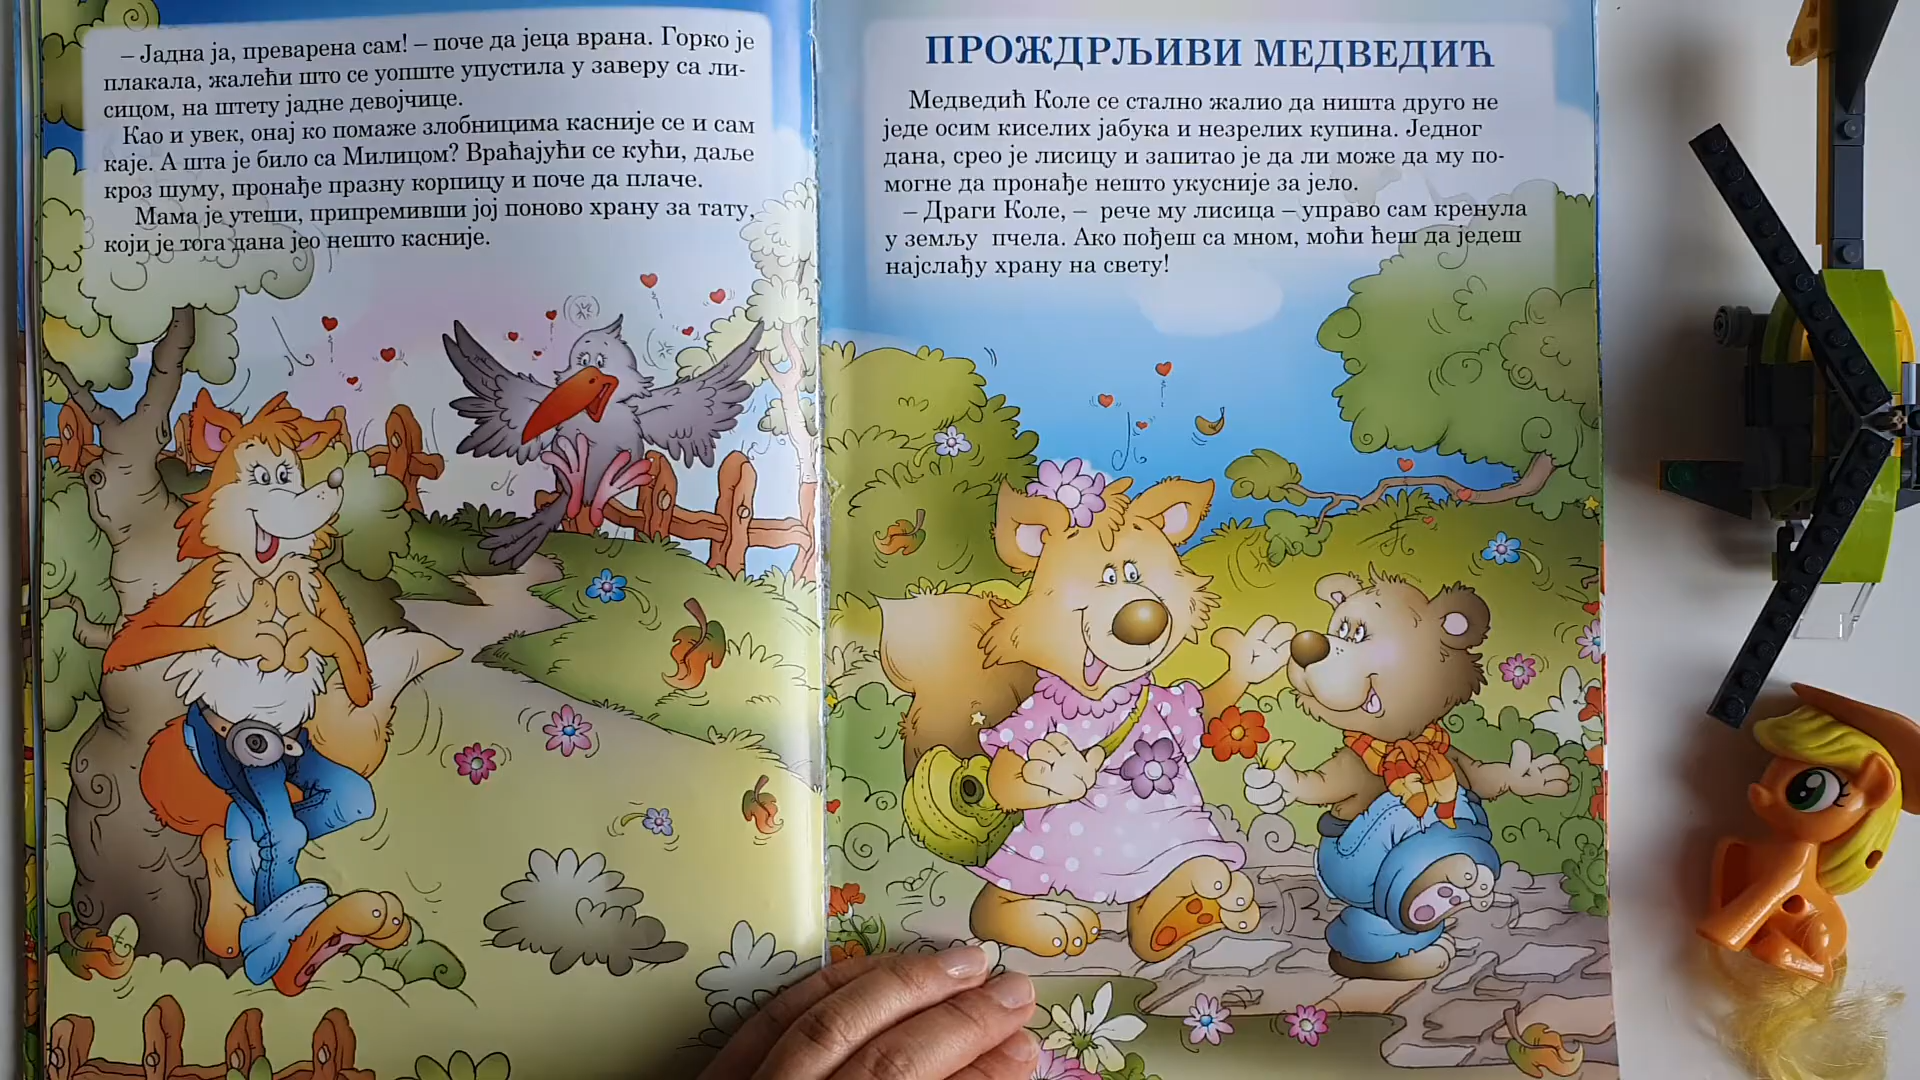 – Јадна ја, преварена сам! – поче да јеца врана. Горко је
плакала, жалећи што се уопште упустила у заверу са ли-
сицом, на штету јадне девојчице.
Као и увек, онај ко помаже злобницима касније се и сам
каје. А шта је било са Милицом? Враћајући се кући, даље
кроз шуму, пронађе празну корпицу и поче да плаче.
Мама је утеши, припремивши јој поново храну за тату,
који је тога дана јео нешто касније.
ПРОЖДРЉИВИ МЕДВЕДИЋ
Медведић Коле се стално жалио да ништа друго не
једе осим киселих јабука и незрелих купина. Једног
дана, срео је лисицу и запитао је да ли може да му по-
могне да пронађе нешто укусније за јело.
– Драги Коле, – рече му лисица – управо сам кренула
у земљу пчела. Ако пођеш са мном, моћи ћеш да једеш
најслађу храну на свету!